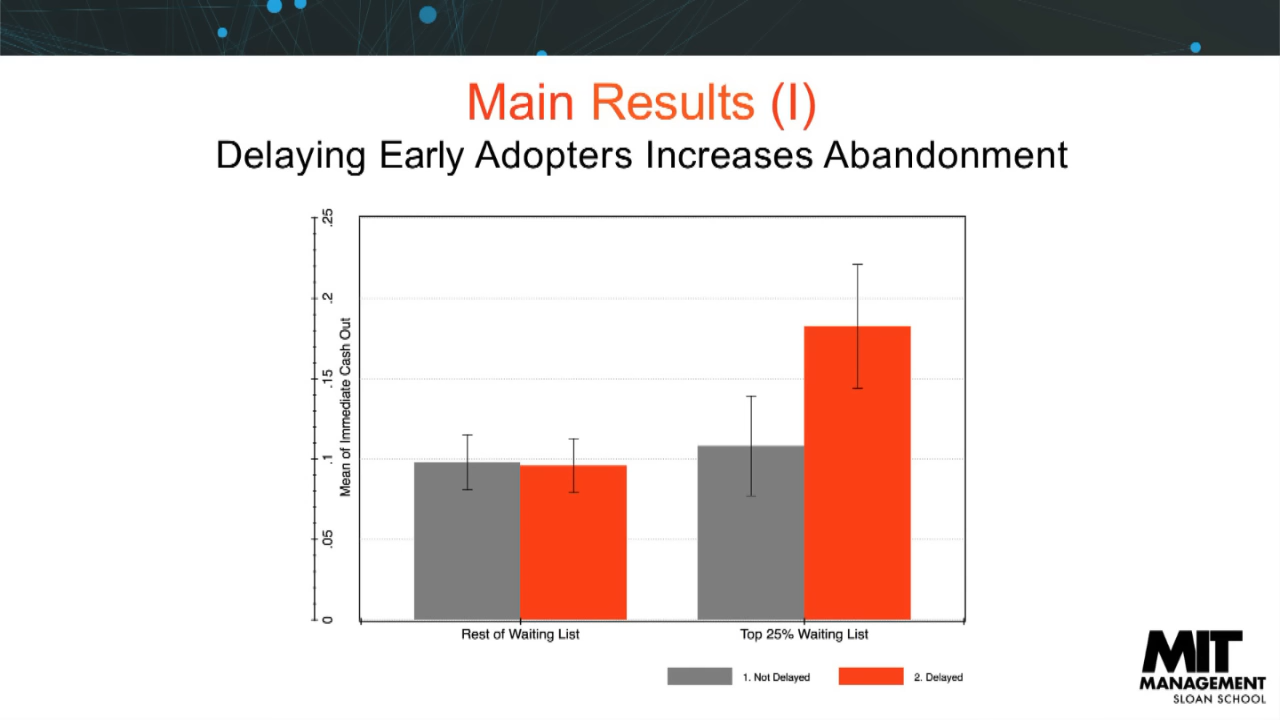 Main Results (I)
Delaying Early Adopters Increases Abandonment
.25
.2
.15
.1
.05
0
Mean of Immediate Cash Out
Rest of Waiting List
Top 25% Waiting List
1. Not Delayed
2. Delayed
MIT
MANAGEMENT
SLOAN SCHOOL